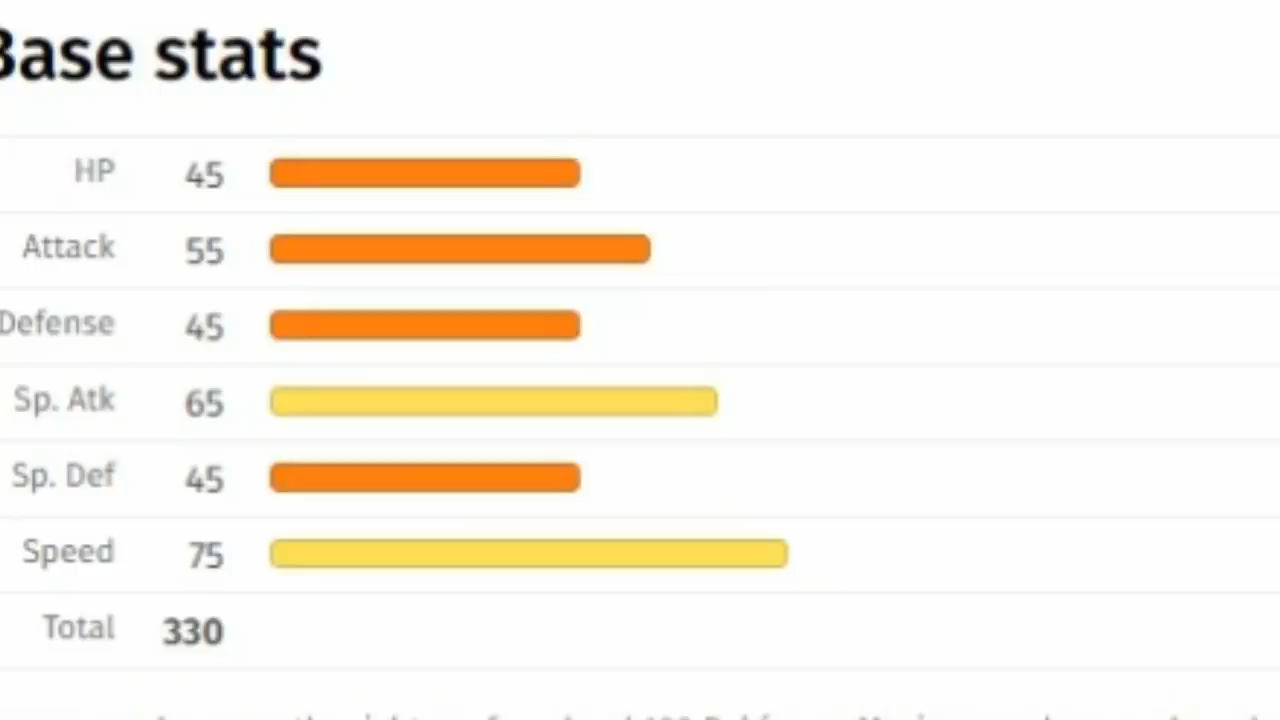 Base stats
HP 45
Attack 55
Defense 45
Sp. Atk 65
Sp. Def 45
Speed 75
Total 330